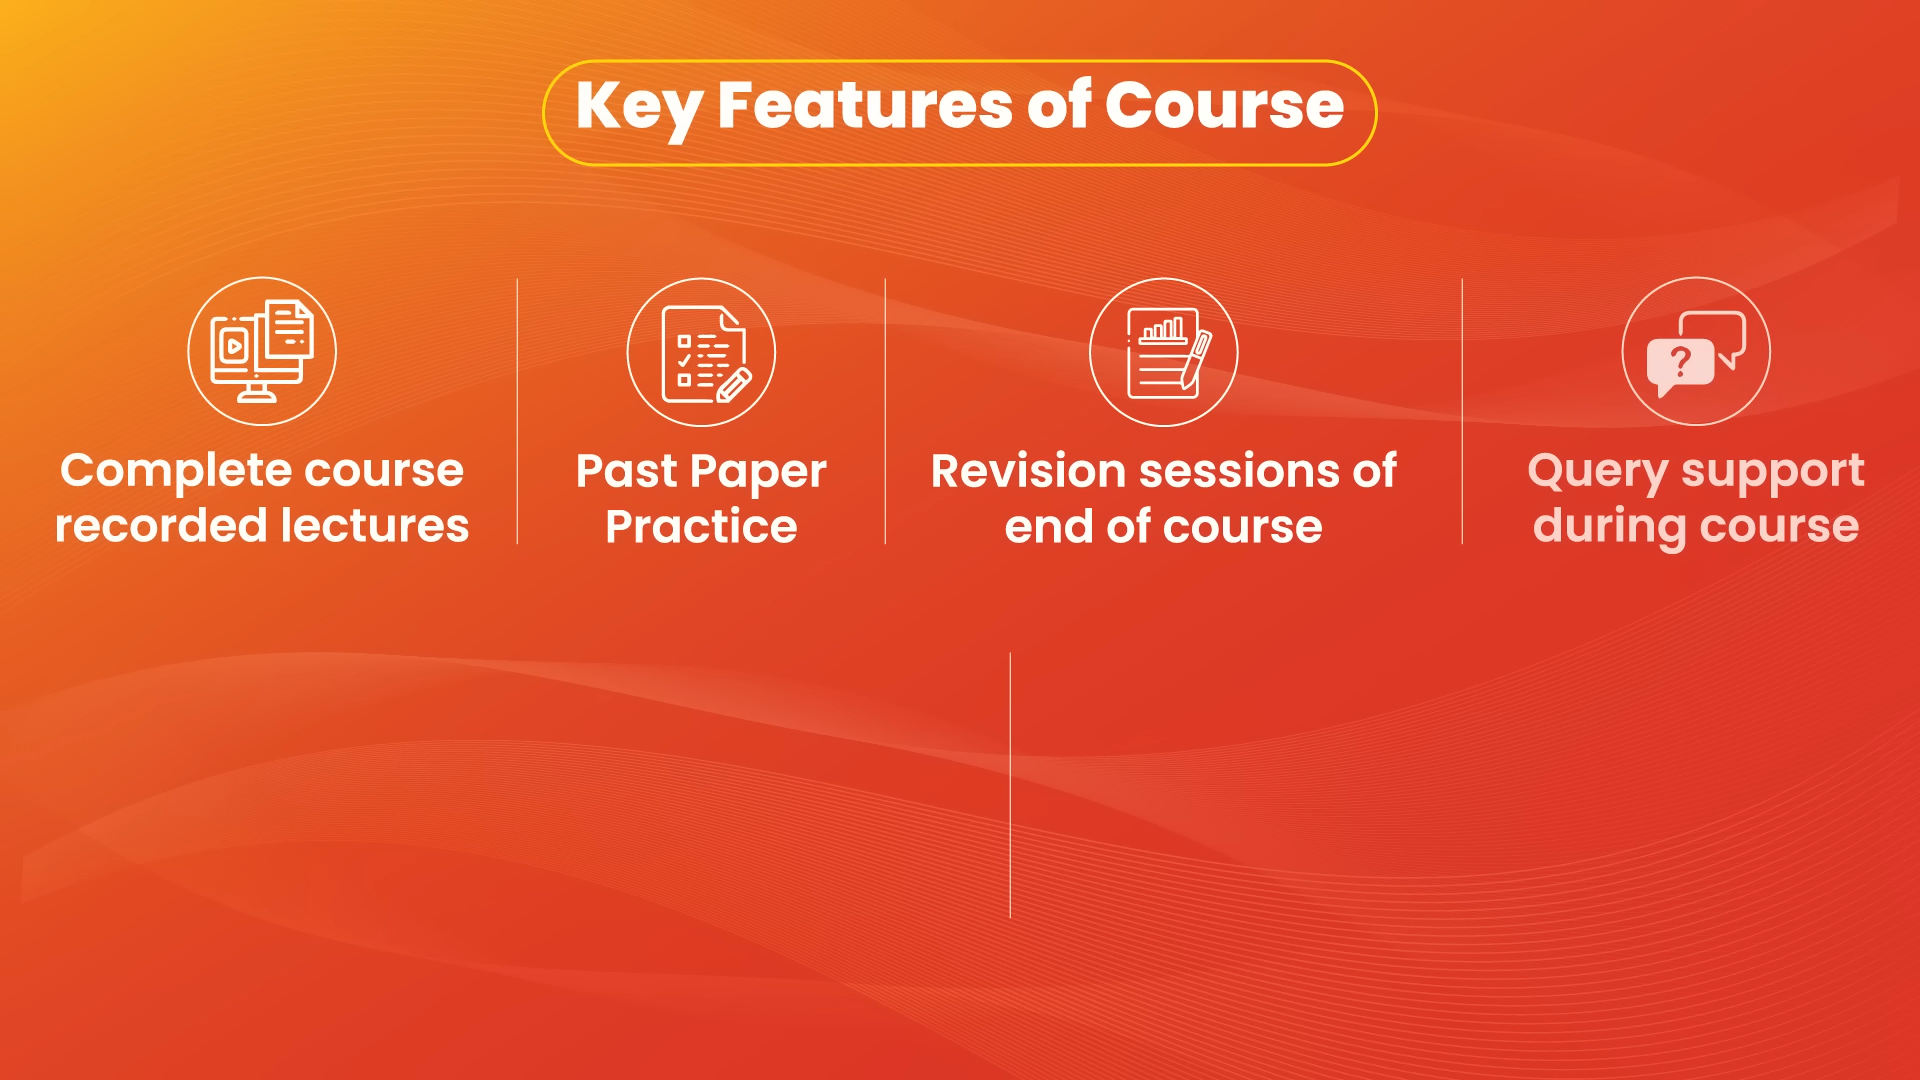 Key Features of Course
Complete course
recorded lectures
Past Paper
Practice
Revision sessions of
end of course
?
Query support
during course